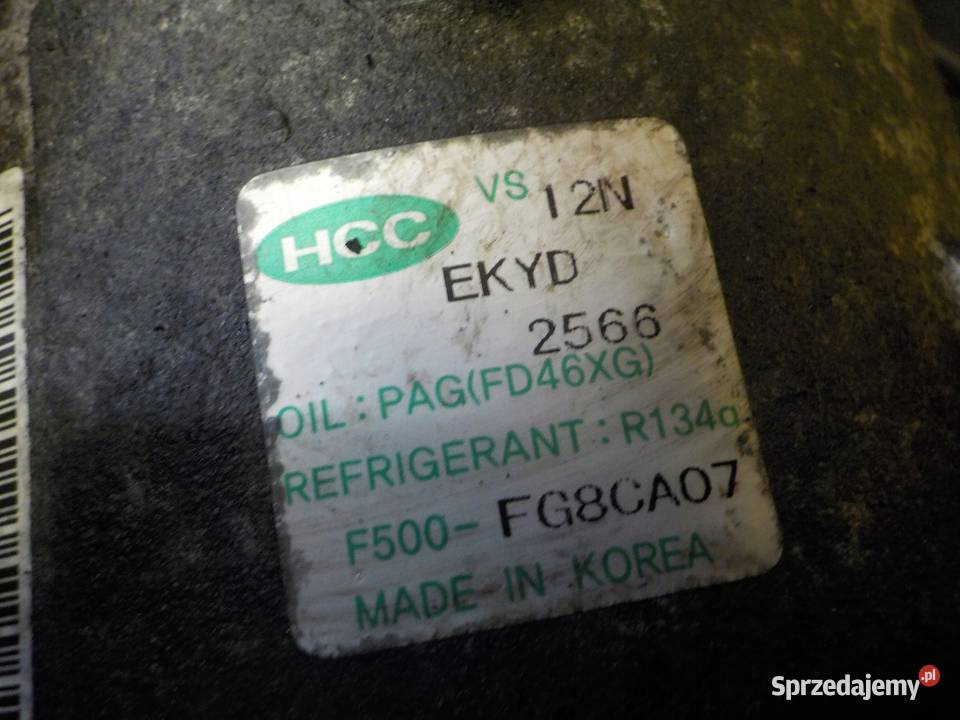 HCC VS 12N
EKYD
2566
OIL : PAG(FD46XG)
REFRIGERANT : R134a
F500- FG8CA07
MADE IN KOREA
Sprzedajemy .pl